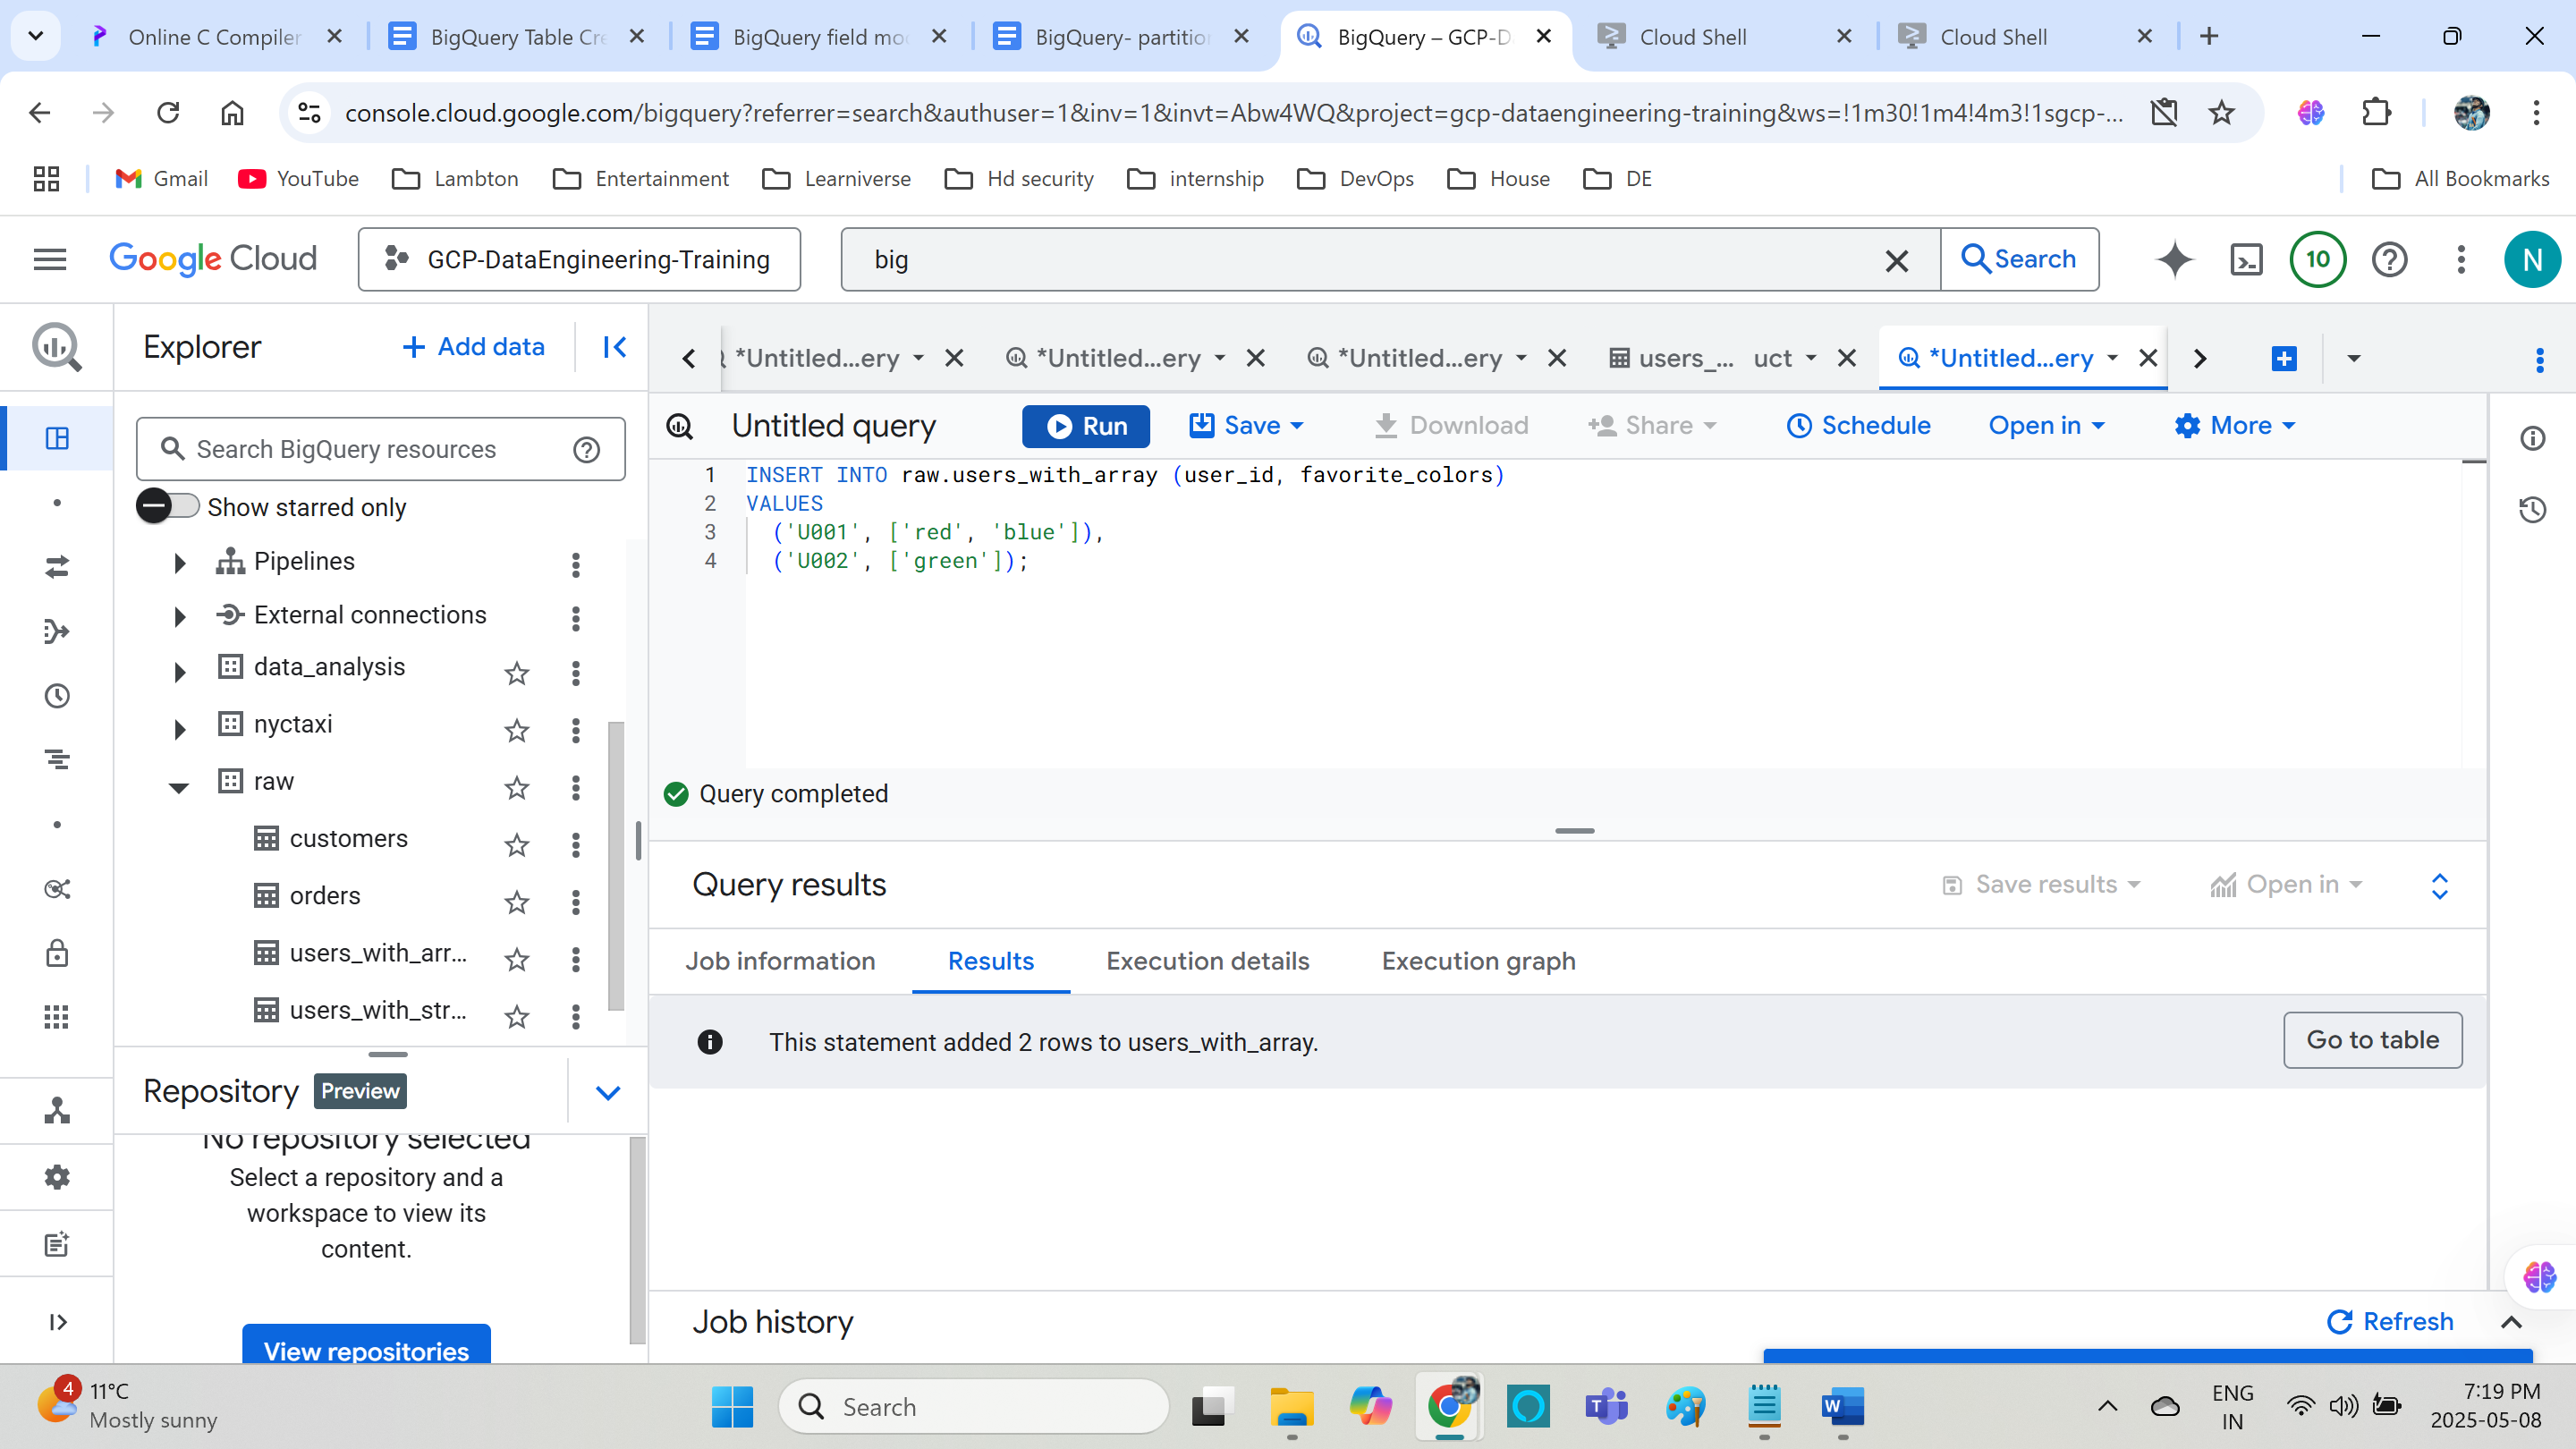 Online C Compiler
BigQuery Table Cre
BigQuery field mo
BigQuery- partitio
BigQuery – GCP-D
Cloud Shell
Cloud Shell
console.cloud.google.com/bigquery?referrer=search&authuser=1&inv=1&invt=Abw4WQ&project=gcp-dataengineering-training&ws=!1m30!1m4!4m3!1sgcp-...
Gmail
YouTube
Lambton
Entertainment
Learniverse
Hd security
internship
DevOps
House
DE
All Bookmarks
Google Cloud
GCP-DataEngineering-Training
big
Search
10
N
Explorer
+ Add data
*Untitled...ery
*Untitled...ery
*Untitled...ery
users_... uct
*Untitled...ery
Search BigQuery resources
Untitled query
Run
Save
Download
Share
Schedule
Open in
More
Show starred only
1 INSERT INTO raw.users_with_array (user_id, favorite_colors)
2 VALUES
3 ('U001', ['red', 'blue']),
4 ('U002', ['green']);
Pipelines
External connections
data_analysis
nyctaxi
raw
customers
orders
users_with_arr...
users_with_str...
Query completed
Query results
Save results
Open in
Job information
Results
Execution details
Execution graph
This statement added 2 rows to users_with_array.
Go to table
Repository
Preview
No repository selected
Select a repository and a
workspace to view its
content.
View repositories
Job history
Refresh
4
11°C
Mostly sunny
Search
ENG
IN
7:19 PM
2025-05-08